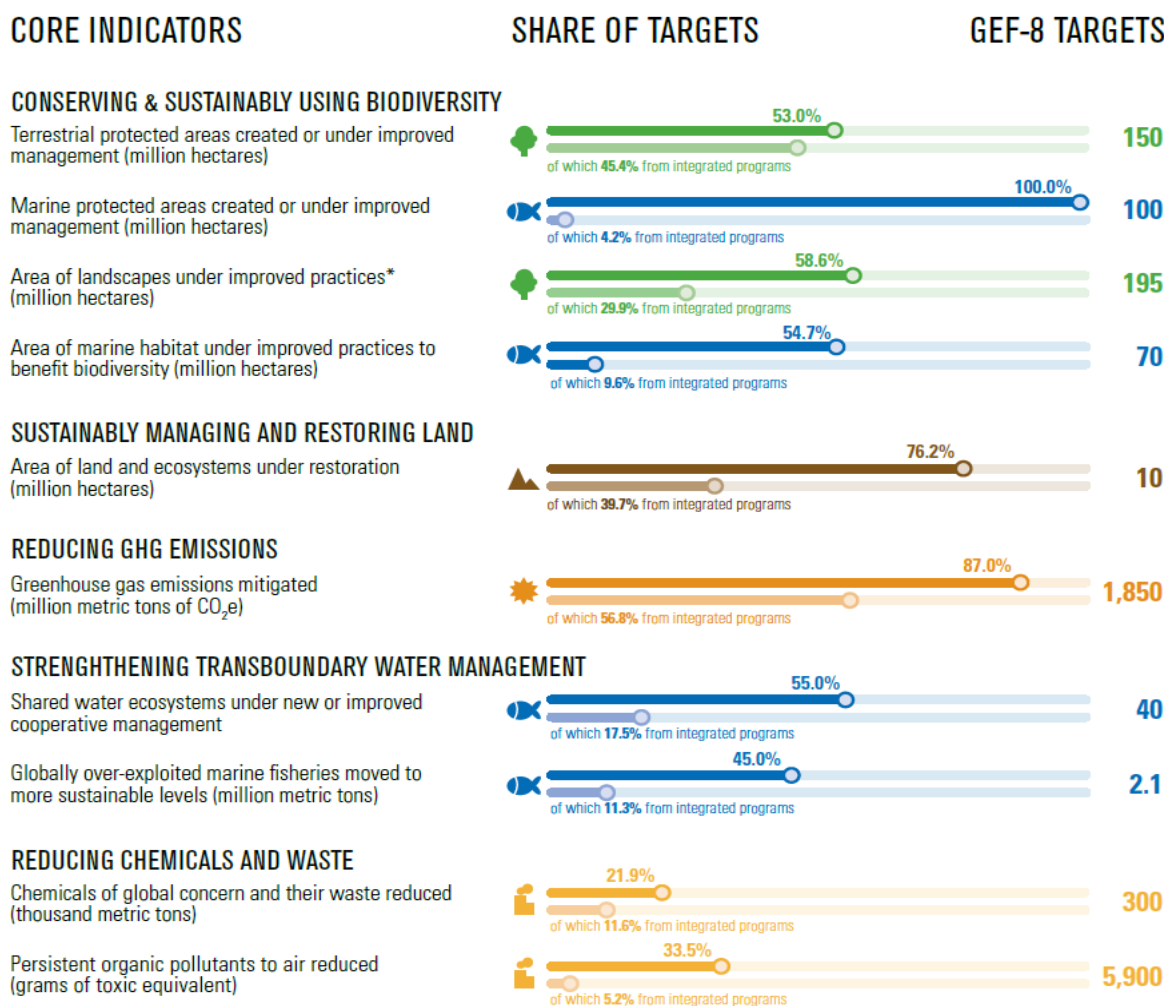 CORE INDICATORS
SHARE OF TARGETS
GEF-8 TARGETS
CONSERVING & SUSTAINABLY USING BIODIVERSITY
Terrestrial protected areas created or under improved
management (million hectares)
53.0%
of which 45.4% from integrated programs
150
Marine protected areas created or under improved
management (million hectares)
100.0%
of which 4.2% from integrated programs
100
Area of landscapes under improved practices*
(million hectares)
58.6%
of which 29.9% from integrated programs
195
Area of marine habitat under improved practices to
benefit biodiversity (million hectares)
54.7%
of which 9.6% from integrated programs
70
SUSTAINABLY MANAGING AND RESTORING LAND
Area of land and ecosystems under restoration
(million hectares)
76.2%
of which 39.7% from integrated programs
10
REDUCING GHG EMISSIONS
Greenhouse gas emissions mitigated
(million metric tons of CO₂e)
87.0%
of which 56.8% from integrated programs
1,850
STRENGHTHENING TRANSBOUNDARY WATER MANAGEMENT
Shared water ecosystems under new or improved
cooperative management
55.0%
of which 17.5% from integrated programs
40
Globally over-exploited marine fisheries moved to
more sustainable levels (million metric tons)
45.0%
of which 11.3% from integrated programs
2.1
REDUCING CHEMICALS AND WASTE
Chemicals of global concern and their waste reduced
(thousand metric tons)
21.9%
of which 11.6% from integrated programs
300
Persistent organic pollutants to air reduced
(grams of toxic equivalent)
33.5%
of which 5.2% from integrated programs
5,900